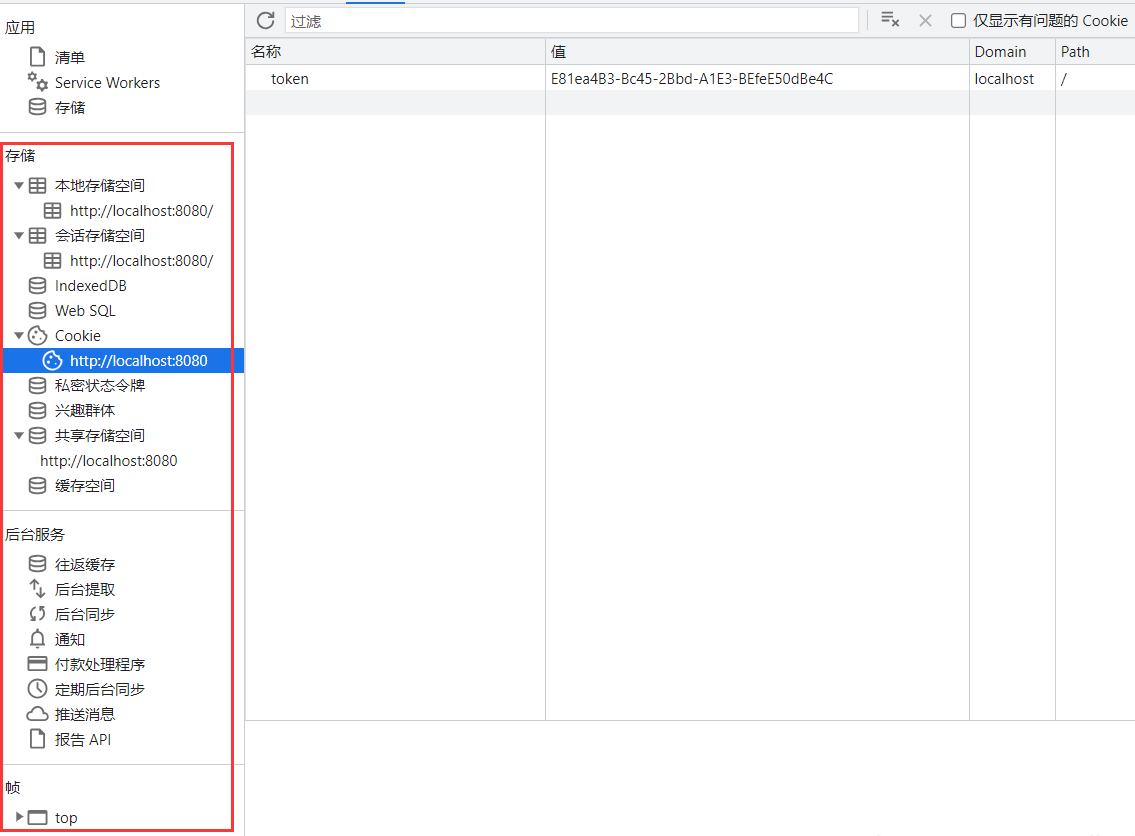 应用
清单
Service Workers
存储
存储
本地存储空间
http://localhost:8080/
会话存储空间
http://localhost:8080/
IndexedDB
Web SQL
Cookie
http://localhost:8080
私密状态令牌
兴趣群体
共享存储空间
http://localhost:8080
缓存空间
后台服务
往返缓存
后台提取
后台同步
通知
付款处理程序
定期后台同步
推送消息
报告 API
帧
top
过滤 仅显示有问题的 Cookie
名称 值 Domain Path
token E81ea4B3-Bc45-2Bbd-A1E3-BEfeE50dBe4C localhost /